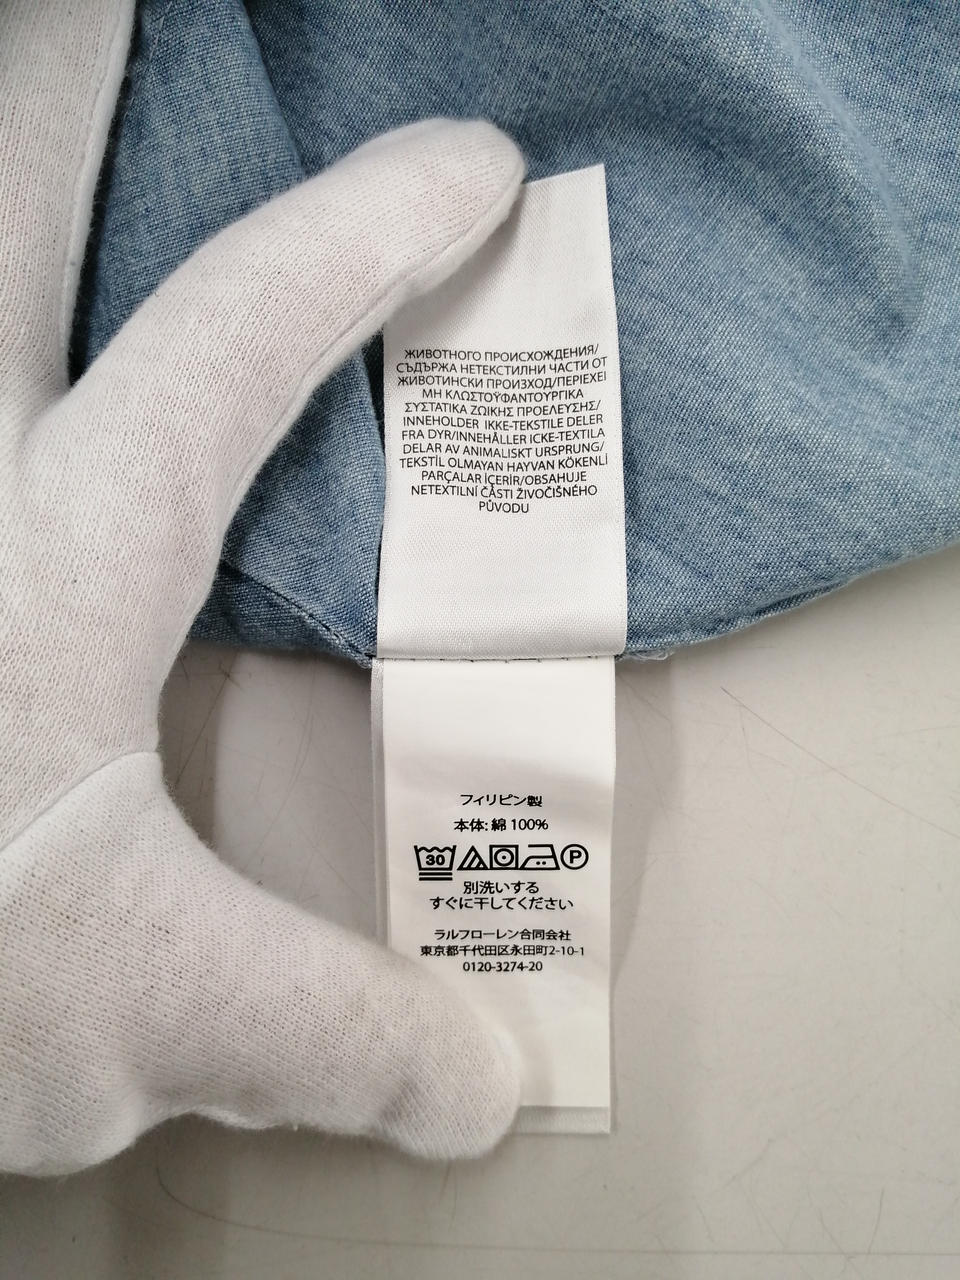 ЖИВОТНОГО ПРОИСХОЖДЕНИЯ/
СЪДЪРЖА НЕТЕКСТИЛНИ ЧАСТИ ОТ
ЖИВОТИНСКИ ПРОИЗХОД/ΠΕΡΙΕΧΕΙ
ΜΗ ΚΛΩΣΤΟΫΦΑΝΤΟΥΡΓΙΚΑ
ΣΥΣΤΑΤΙΚΑ ΖΩΙΚΗΣ ΠΡΟΕΛΕΥΣΗΣ/
INNEHOLDER IKKE-TEKSTILE DELER
FRA DYR/INNEHÅLLER ICKE-TEXTILA
DELAR AV ANIMALISKT URSPRUNG/
TEKSTİL OLMAYAN HAYVAN KÖKENLİ
PARÇALAR İÇERİR/OBSAHUJE
NETEXTILNÍ ČÁSTI ŽIVOČIŠNÉHO
PŮVODU
フィリピン製
本体: 綿 100%
30 P
別洗いする
すぐに干してください
ラルフローレン合同会社
東京都千代田区永田町2-10-1
0120-3274-20